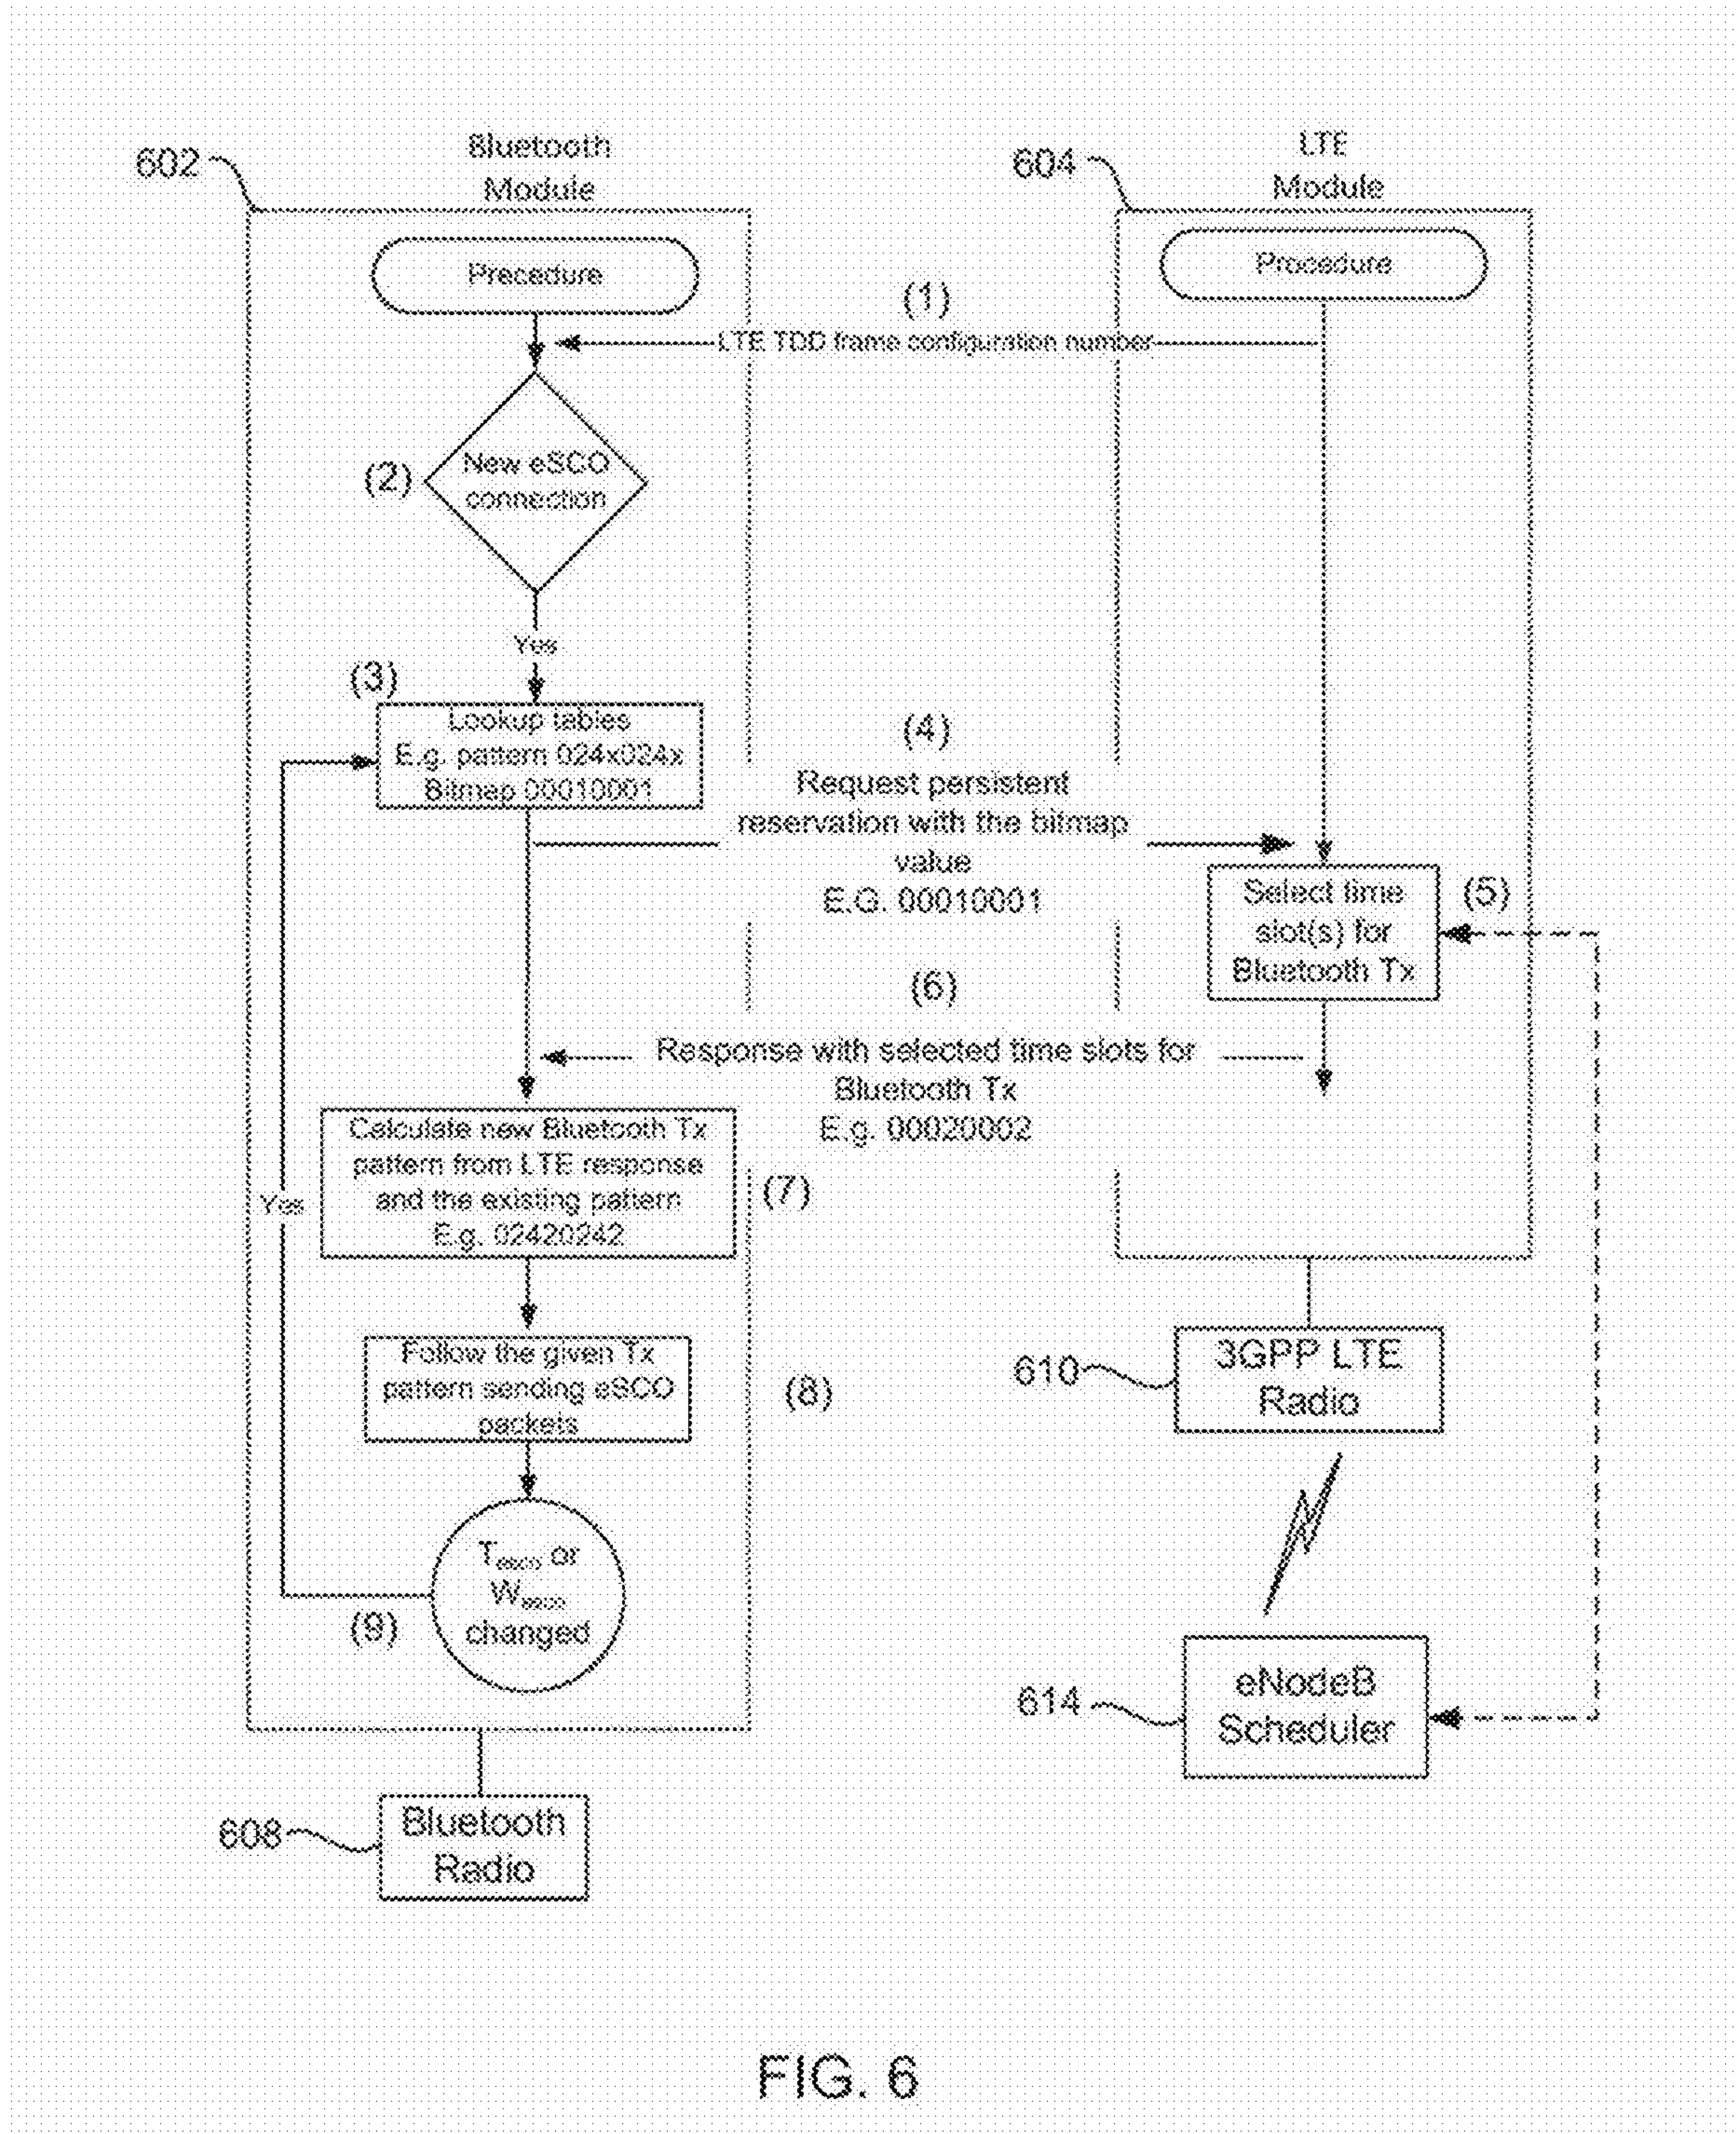 Bluetooth
Module
602
LTE
Module
604
Precedure
Procedure
(1)
LTE TDD frame configuration number
(2)
New eSCO
connection
Yes
(3)
Lookup tables
E.g. pattern 024x024x
Bitmap 00010001
(4)
Request persistent
reservation with the bitmap
value
E.G. 00010001
Select time
slot(s) for
Bluetooth Tx
(5)
(6)
Response with selected time slots for
Bluetooth Tx
E.g. 00020002
Calculate new Bluetooth Tx
pattern from LTE response
and the existing pattern
E.g. 02420242
(7)
Yes
Follow the given Tx
pattern sending eSCO
packets
(8)
610
3GPP LTE
Radio
Tesco or
Wesco
changed
(9)
614
eNodeB
Scheduler
608
Bluetooth
Radio
FIG. 6